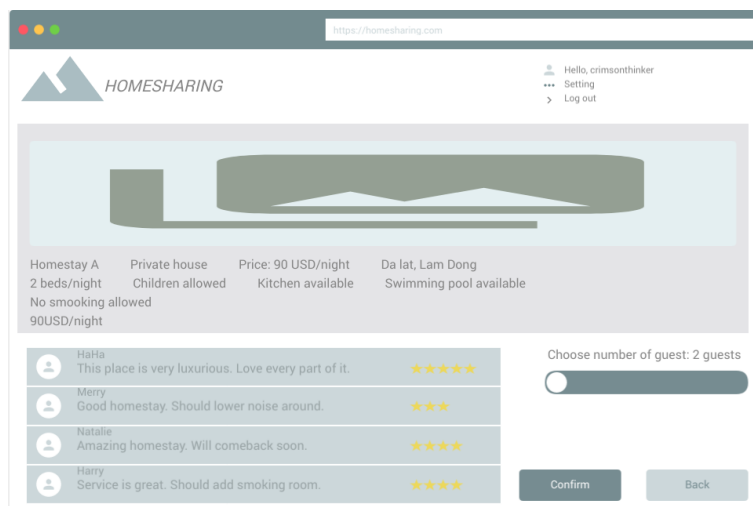 https://homesharing.com
HOMESHARING
Hello, crimsonthinker
Setting
Log out
Homestay A Private house Price: 90 USD/night Da lat, Lam Dong
2 beds/night Children allowed Kitchen available Swimming pool available
No smooking allowed
90USD/night
HaHa
This place is very luxurious. Love every part of it.
Merry
Good homestay. Should lower noise around.
Natalie
Amazing homestay. Will comeback soon.
Harry
Service is great. Should add smoking room.
Choose number of guest: 2 guests
Confirm Back